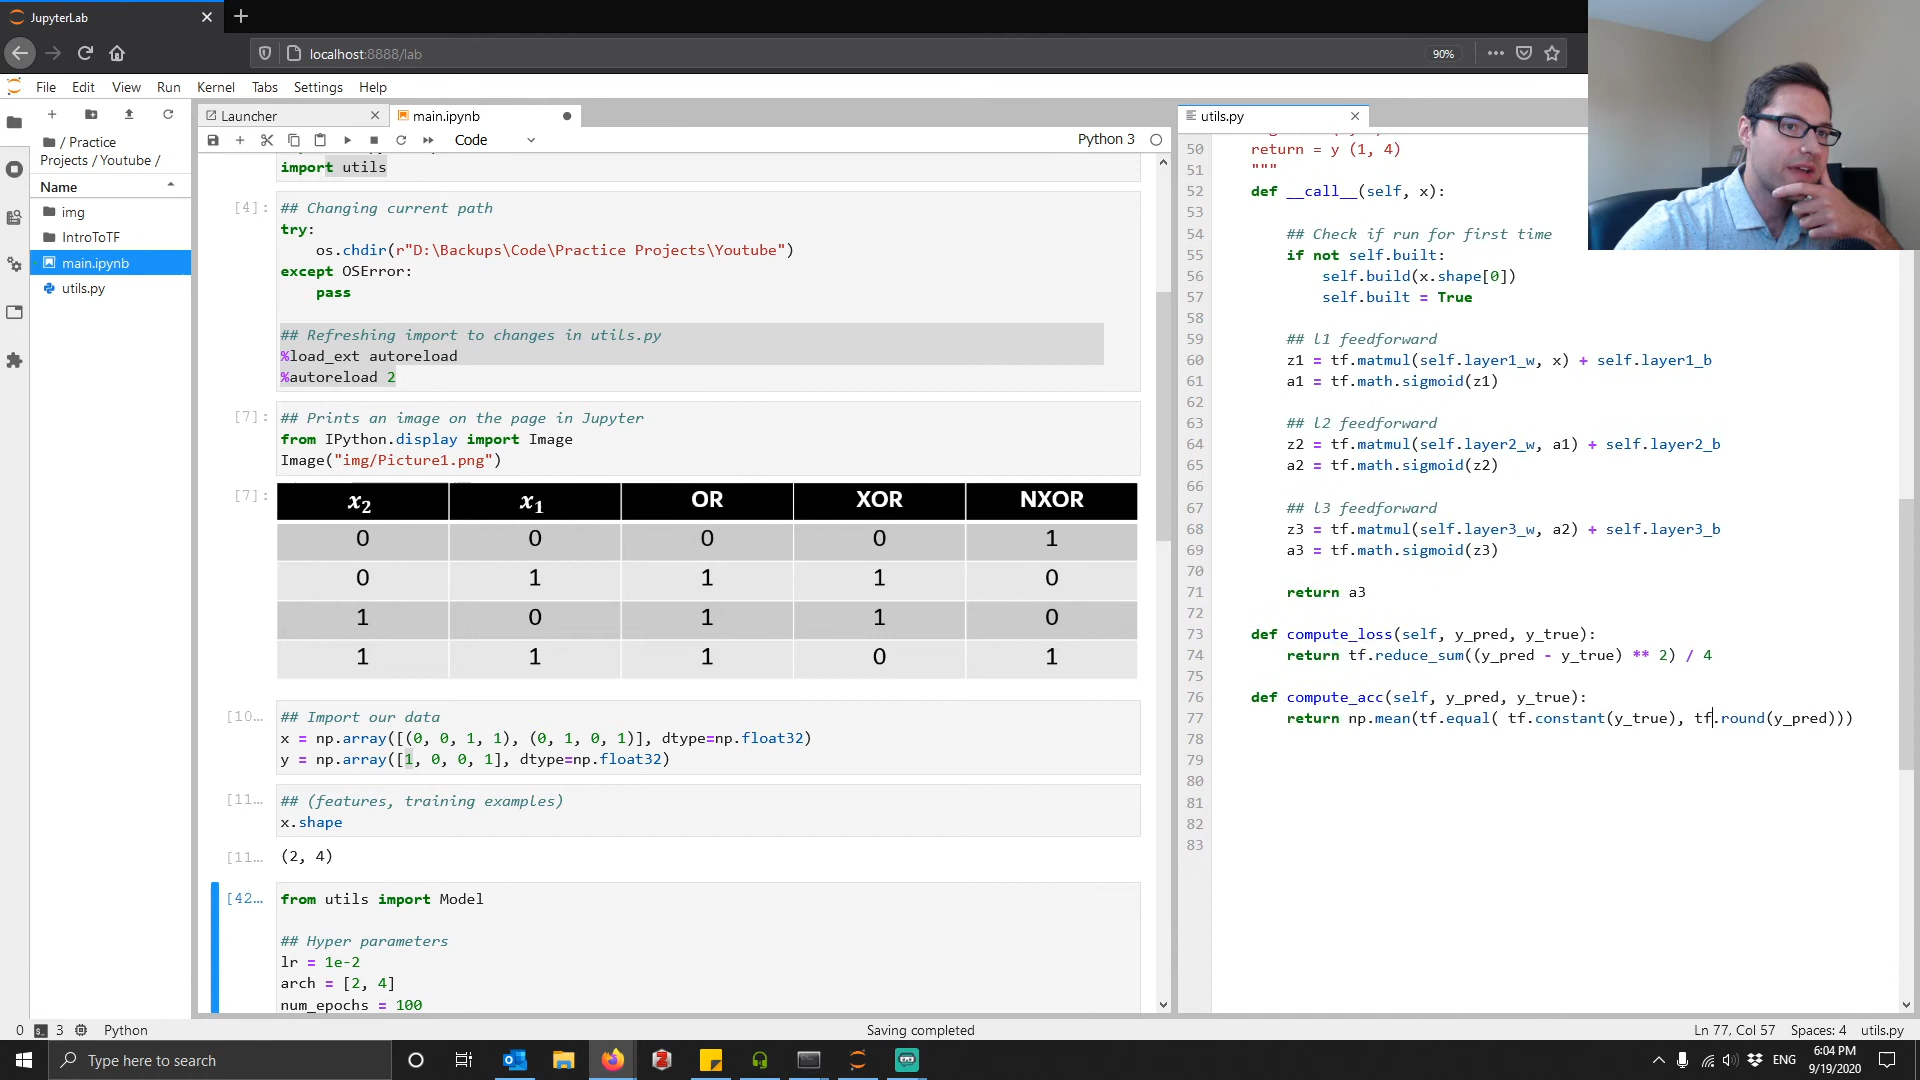 JupyterLab
localhost:8888/lab
90%
File Edit View Run Kernel Tabs Settings Help
Launcher
main.ipynb
utils.py
Code
Python 3
/ Practice
Projects / Youtube /
Name
img
IntroToTF
main.ipynb
utils.py
import utils
[4]:
## Changing current path
try:
os.chdir(r"D:\Backups\Code\Practice Projects\Youtube")
except OSError:
pass
## Refreshing import to changes in utils.py
%load_ext autoreload
%autoreload 2
[7]:
## Prints an image on the page in Jupyter
from IPython.display import Image
Image("img/Picture1.png")
[7]:
x2 x1 OR XOR NXOR
0 0 0 0 1
0 1 1 1 0
1 0 1 1 0
1 1 1 0 1
[10…
## Import our data
x = np.array([(0, 0, 1, 1), (0, 1, 0, 1)], dtype=np.float32)
y = np.array([1, 0, 0, 1], dtype=np.float32)
[11…
## (features, training examples)
x.shape
[11…
(2, 4)
[42…
from utils import Model
## Hyper parameters
lr = 1e-2
arch = [2, 4]
num_epochs = 100
50 return = y (1, 4)
51 """
52 def __call__(self, x):
53
54 ## Check if run for first time
55 if not self.built:
56 self.build(x.shape[0])
57 self.built = True
58
59 ## l1 feedforward
60 z1 = tf.matmul(self.layer1_w, x) + self.layer1_b
61 a1 = tf.math.sigmoid(z1)
62
63 ## l2 feedforward
64 z2 = tf.matmul(self.layer2_w, a1) + self.layer2_b
65 a2 = tf.math.sigmoid(z2)
66
67 ## l3 feedforward
68 z3 = tf.matmul(self.layer3_w, a2) + self.layer3_b
69 a3 = tf.math.sigmoid(z3)
70
71 return a3
72
73 def compute_loss(self, y_pred, y_true):
74 return tf.reduce_sum((y_pred - y_true) ** 2) / 4
75
76 def compute_acc(self, y_pred, y_true):
77 return np.mean(tf.equal( tf.constant(y_true), tf.round(y_pred)))
78
79
80
81
82
83
0 3 Python
Saving completed
Ln 77, Col 57 Spaces: 4 utils.py
Type here to search
ENG
6:04 PM
9/19/2020